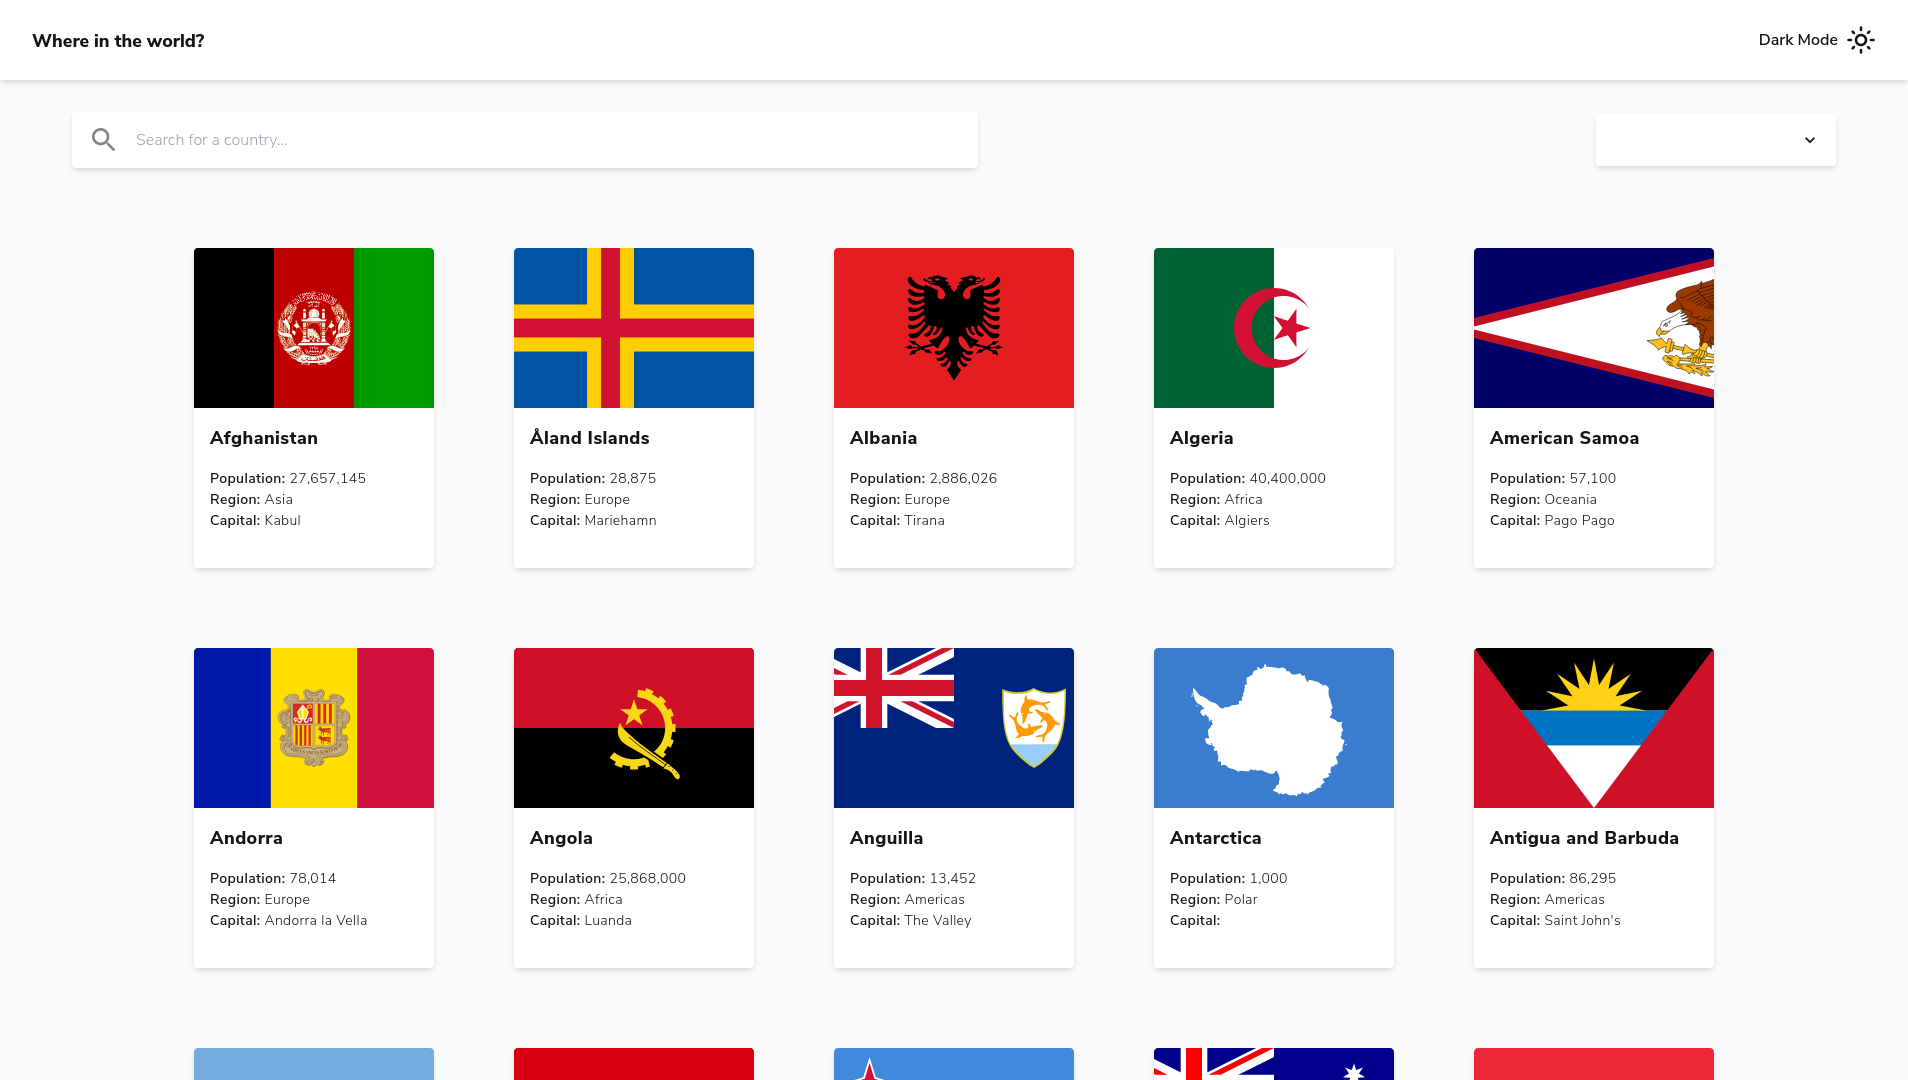 Where in the world?
Dark Mode
Search for a country...
Afghanistan
Population: 27,657,145
Region: Asia
Capital: Kabul
Åland Islands
Population: 28,875
Region: Europe
Capital: Mariehamn
Albania
Population: 2,886,026
Region: Europe
Capital: Tirana
Algeria
Population: 40,400,000
Region: Africa
Capital: Algiers
American Samoa
Population: 57,100
Region: Oceania
Capital: Pago Pago
Andorra
Population: 78,014
Region: Europe
Capital: Andorra la Vella
Angola
Population: 25,868,000
Region: Africa
Capital: Luanda
Anguilla
Population: 13,452
Region: Americas
Capital: The Valley
Antarctica
Population: 1,000
Region: Polar
Capital:
Antigua and Barbuda
Population: 86,295
Region: Americas
Capital: Saint John's